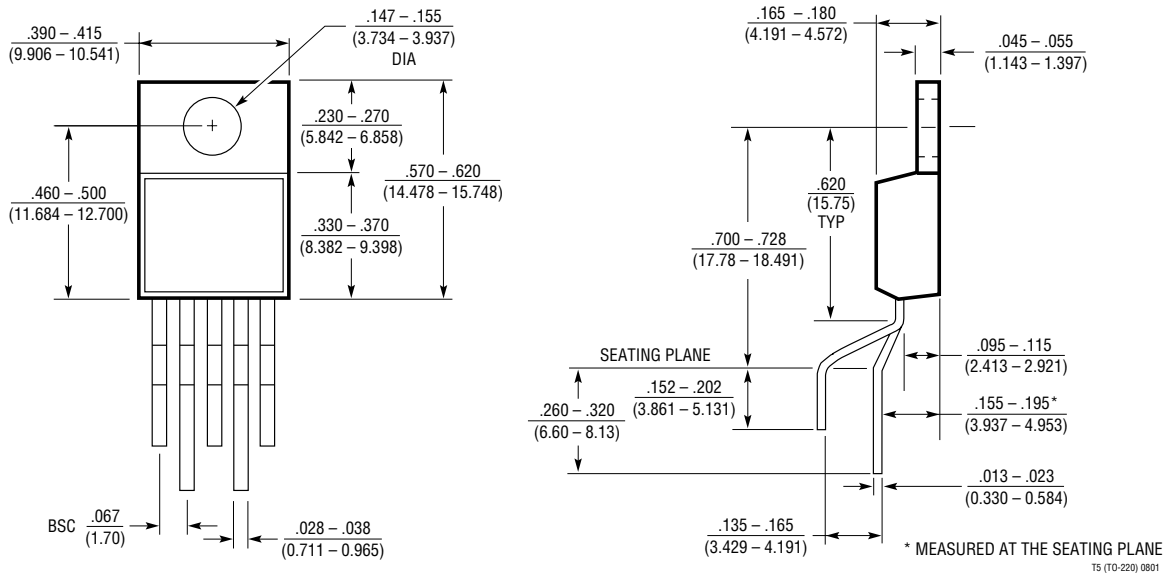 .390 – .415
(9.906 – 10.541)
.147 – .155
(3.734 – 3.937)
DIA
.230 – .270
(5.842 – 6.858)
.570 – .620
(14.478 – 15.748)
.460 – .500
(11.684 – 12.700)
.330 – .370
(8.382 – 9.398)
BSC
.067
(1.70)
.028 – .038
(0.711 – 0.965)
.165 – .180
(4.191 – 4.572)
.045 – .055
(1.143 – 1.397)
.620
(15.75)
TYP
.700 – .728
(17.78 – 18.491)
SEATING PLANE
.152 – .202
(3.861 – 5.131)
.260 – .320
(6.60 – 8.13)
.095 – .115
(2.413 – 2.921)
.155 – .195*
(3.937 – 4.953)
.013 – .023
(0.330 – 0.584)
.135 – .165
(3.429 – 4.191)
* MEASURED AT THE SEATING PLANE
T5 (TO-220) 0801